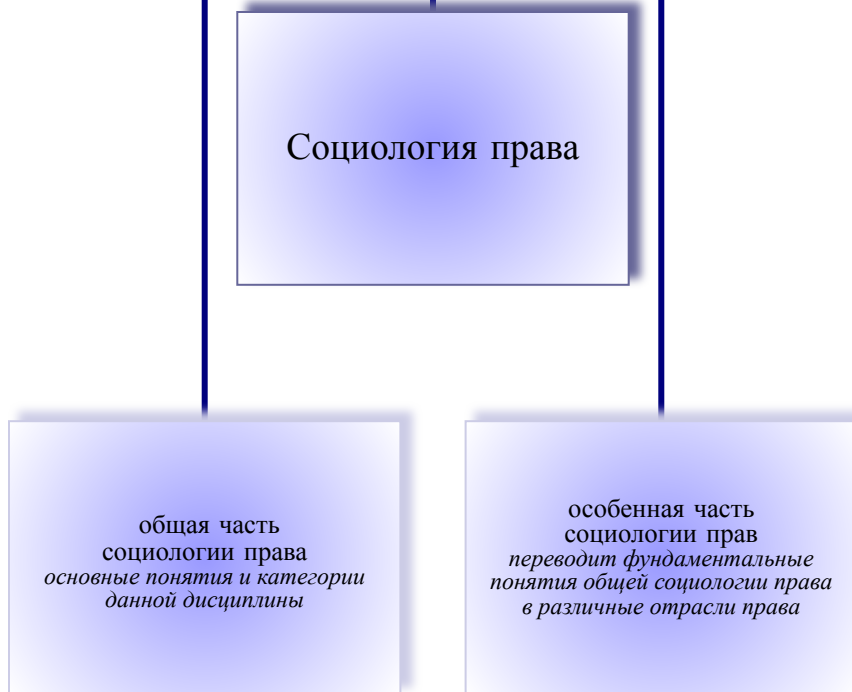 Социология права
общая часть
социологии права
основные понятия и категории
данной дисциплины
особенная часть
социологии прав
переводит фундаментальные
понятия общей социологии права
в различные отрасли права